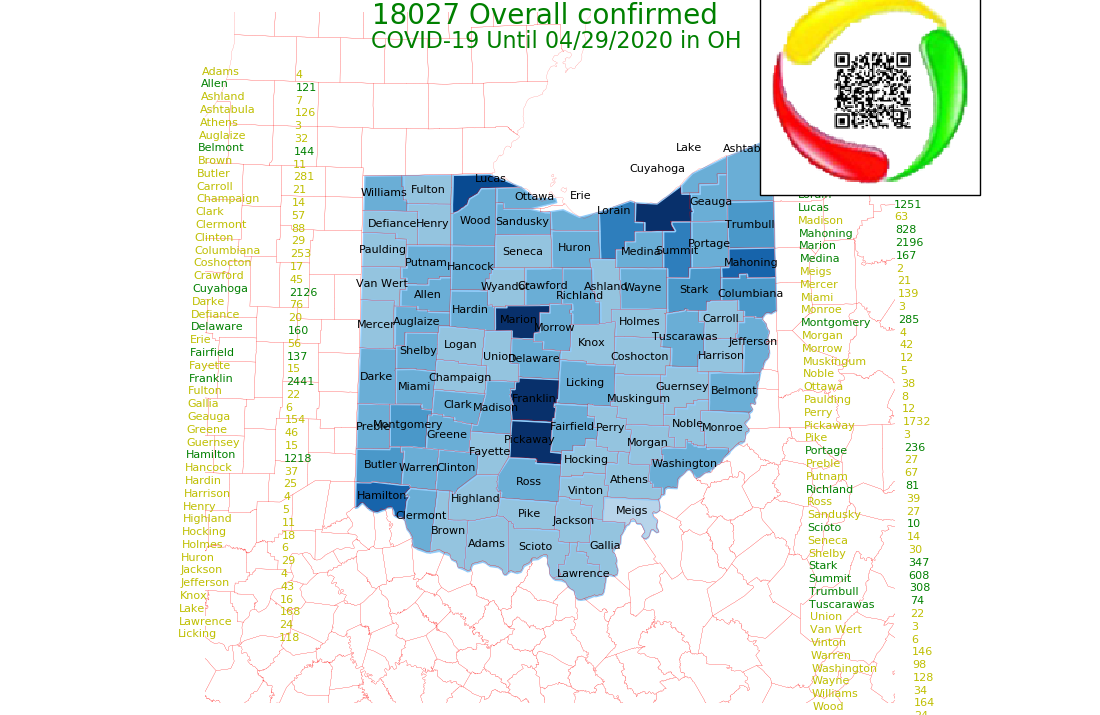 18027 Overall confirmed
COVID-19 Until 04/29/2020 in OH
Adams 4
Allen 121
Ashland 7
Ashtabula 126
Athens 3
Auglaize 32
Belmont 144
Brown 11
Butler 281
Carroll 21
Champaign 14
Clark 57
Clermont 88
Clinton 29
Columbiana 253
Coshocton 17
Crawford 45
Cuyahoga 2126
Darke 76
Defiance 20
Delaware 160
Erie 56
Fairfield 137
Fayette 15
Franklin 2441
Fulton 22
Gallia 6
Geauga 154
Greene 46
Guernsey 15
Hamilton 1218
Hancock 37
Hardin 25
Harrison 4
Henry 5
Highland 11
Hocking 18
Holmes 6
Huron 29
Jackson 4
Jefferson 43
Knox 16
Lake 188
Lawrence 24
Licking 118
Lake
Ashtab
Cuyahoga
Lucas
Williams
Fulton
Ottawa
Erie
Geauga
Lorain
Defiance
Henry
Wood
Sandusky
Trumbull
Paulding
Seneca
Huron
Medina
Summit
Portage
Putnam
Hancock
Mahoning
Van Wert
Allen
Wyandot
Crawford
Richland
Ashland
Wayne
Stark
Columbiana
Hardin
Mercer
Auglaize
Marion
Morrow
Holmes
Carroll
Tuscarawas
Jefferson
Shelby
Logan
Union
Delaware
Knox
Coshocton
Harrison
Darke
Miami
Champaign
Licking
Guernsey
Belmont
Clark
Madison
Franklin
Muskingum
Preble
Montgomery
Greene
Fairfield
Perry
Noble
Monroe
Pickaway
Fayette
Morgan
Butler
Warren
Clinton
Hocking
Washington
Ross
Athens
Vinton
Hamilton
Highland
Clermont
Pike
Jackson
Meigs
Brown
Adams
Scioto
Gallia
Lawrence
Lorain
Lucas 1251
Madison 63
Mahoning 828
Marion 2196
Medina 167
Meigs 2
Mercer 21
Miami 139
Monroe 3
Montgomery 285
Morgan 4
Morrow 42
Muskingum 12
Noble 5
Ottawa 38
Paulding 8
Perry 12
Pickaway 1732
Pike 3
Portage 236
Preble 27
Putnam 67
Richland 81
Ross 39
Sandusky 27
Scioto 10
Seneca 14
Shelby 30
Stark 347
Summit 608
Trumbull 308
Tuscarawas 74
Union 22
Van Wert 3
Vinton 6
Warren 146
Washington 98
Wayne 128
Williams 34
Wood 164